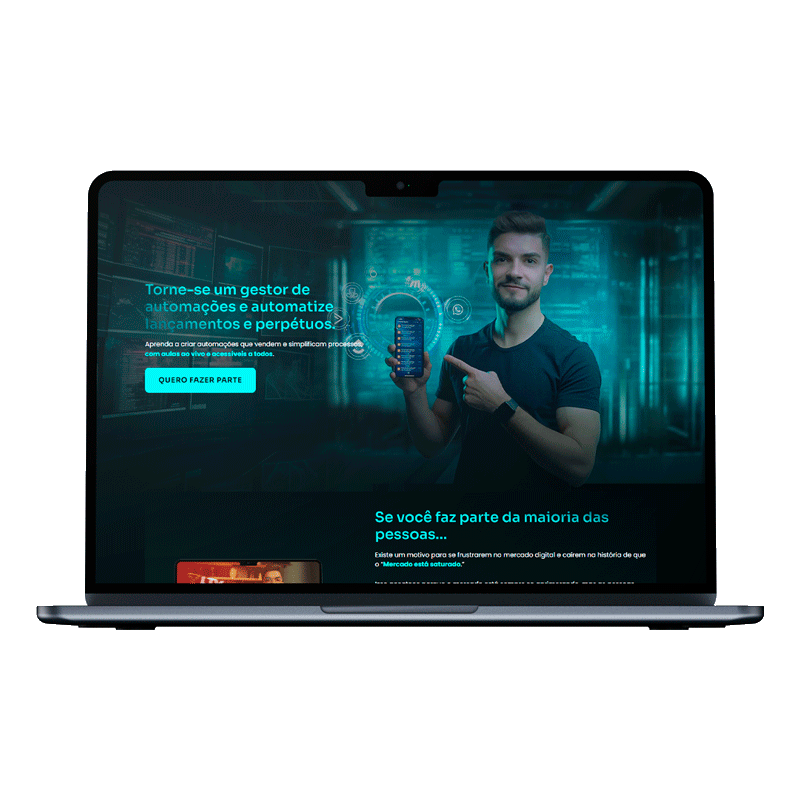 Torne-se um gestor de
automações e automatize
lançamentos e perpétuos.
Aprenda a criar automações que vendem e simplificam processos,
com aulas ao vivo e acessíveis a todos.
QUERO FAZER PARTE
Se você faz parte da maioria das
pessoas...
Existe um motivo para se frustrarem no mercado digital e caírem na história de que
o "Mercado está saturado."